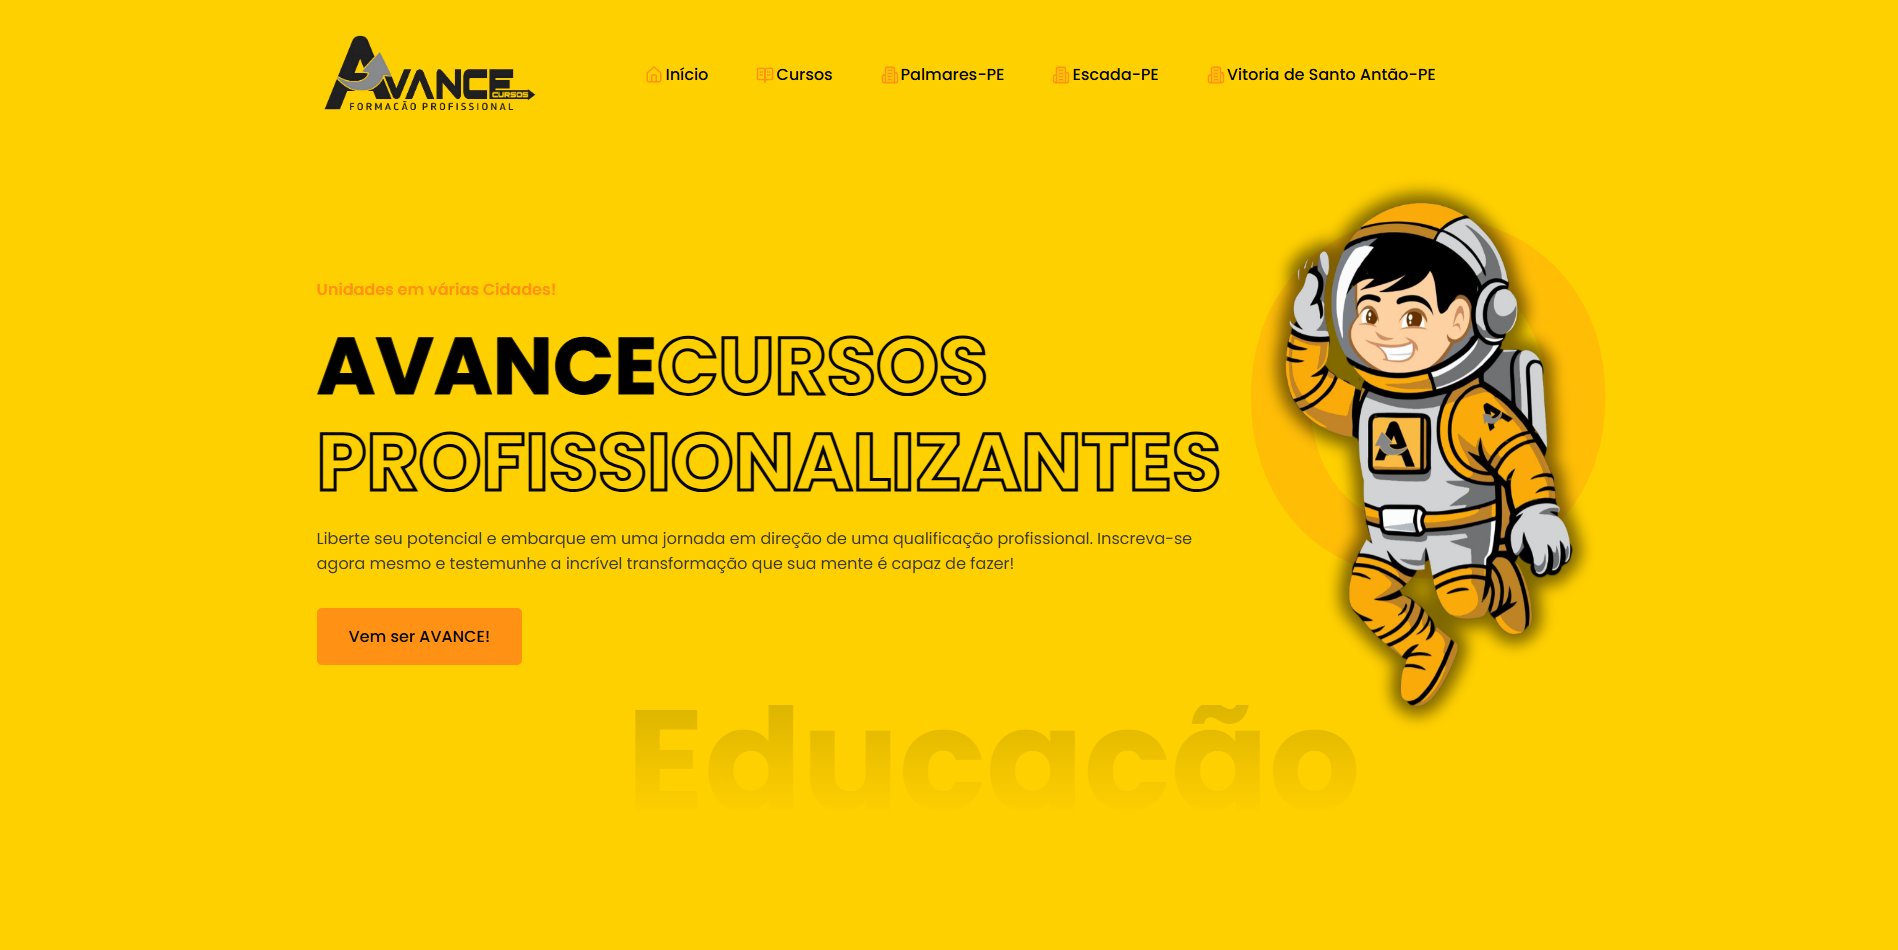 AVANCE
CURSOS
FORMAÇÃO PROFISSIONAL
Início
Cursos
Palmares-PE
Escada-PE
Vitoria de Santo Antão-PE
Unidades em várias Cidades!
AVANCECURSOS
PROFISSIONALIZANTES
Liberte seu potencial e embarque em uma jornada em direção de uma qualificação profissional. Inscreva-se
agora mesmo e testemunhe a incrível transformação que sua mente é capaz de fazer!
Vem ser AVANCE!
A
A
Educação